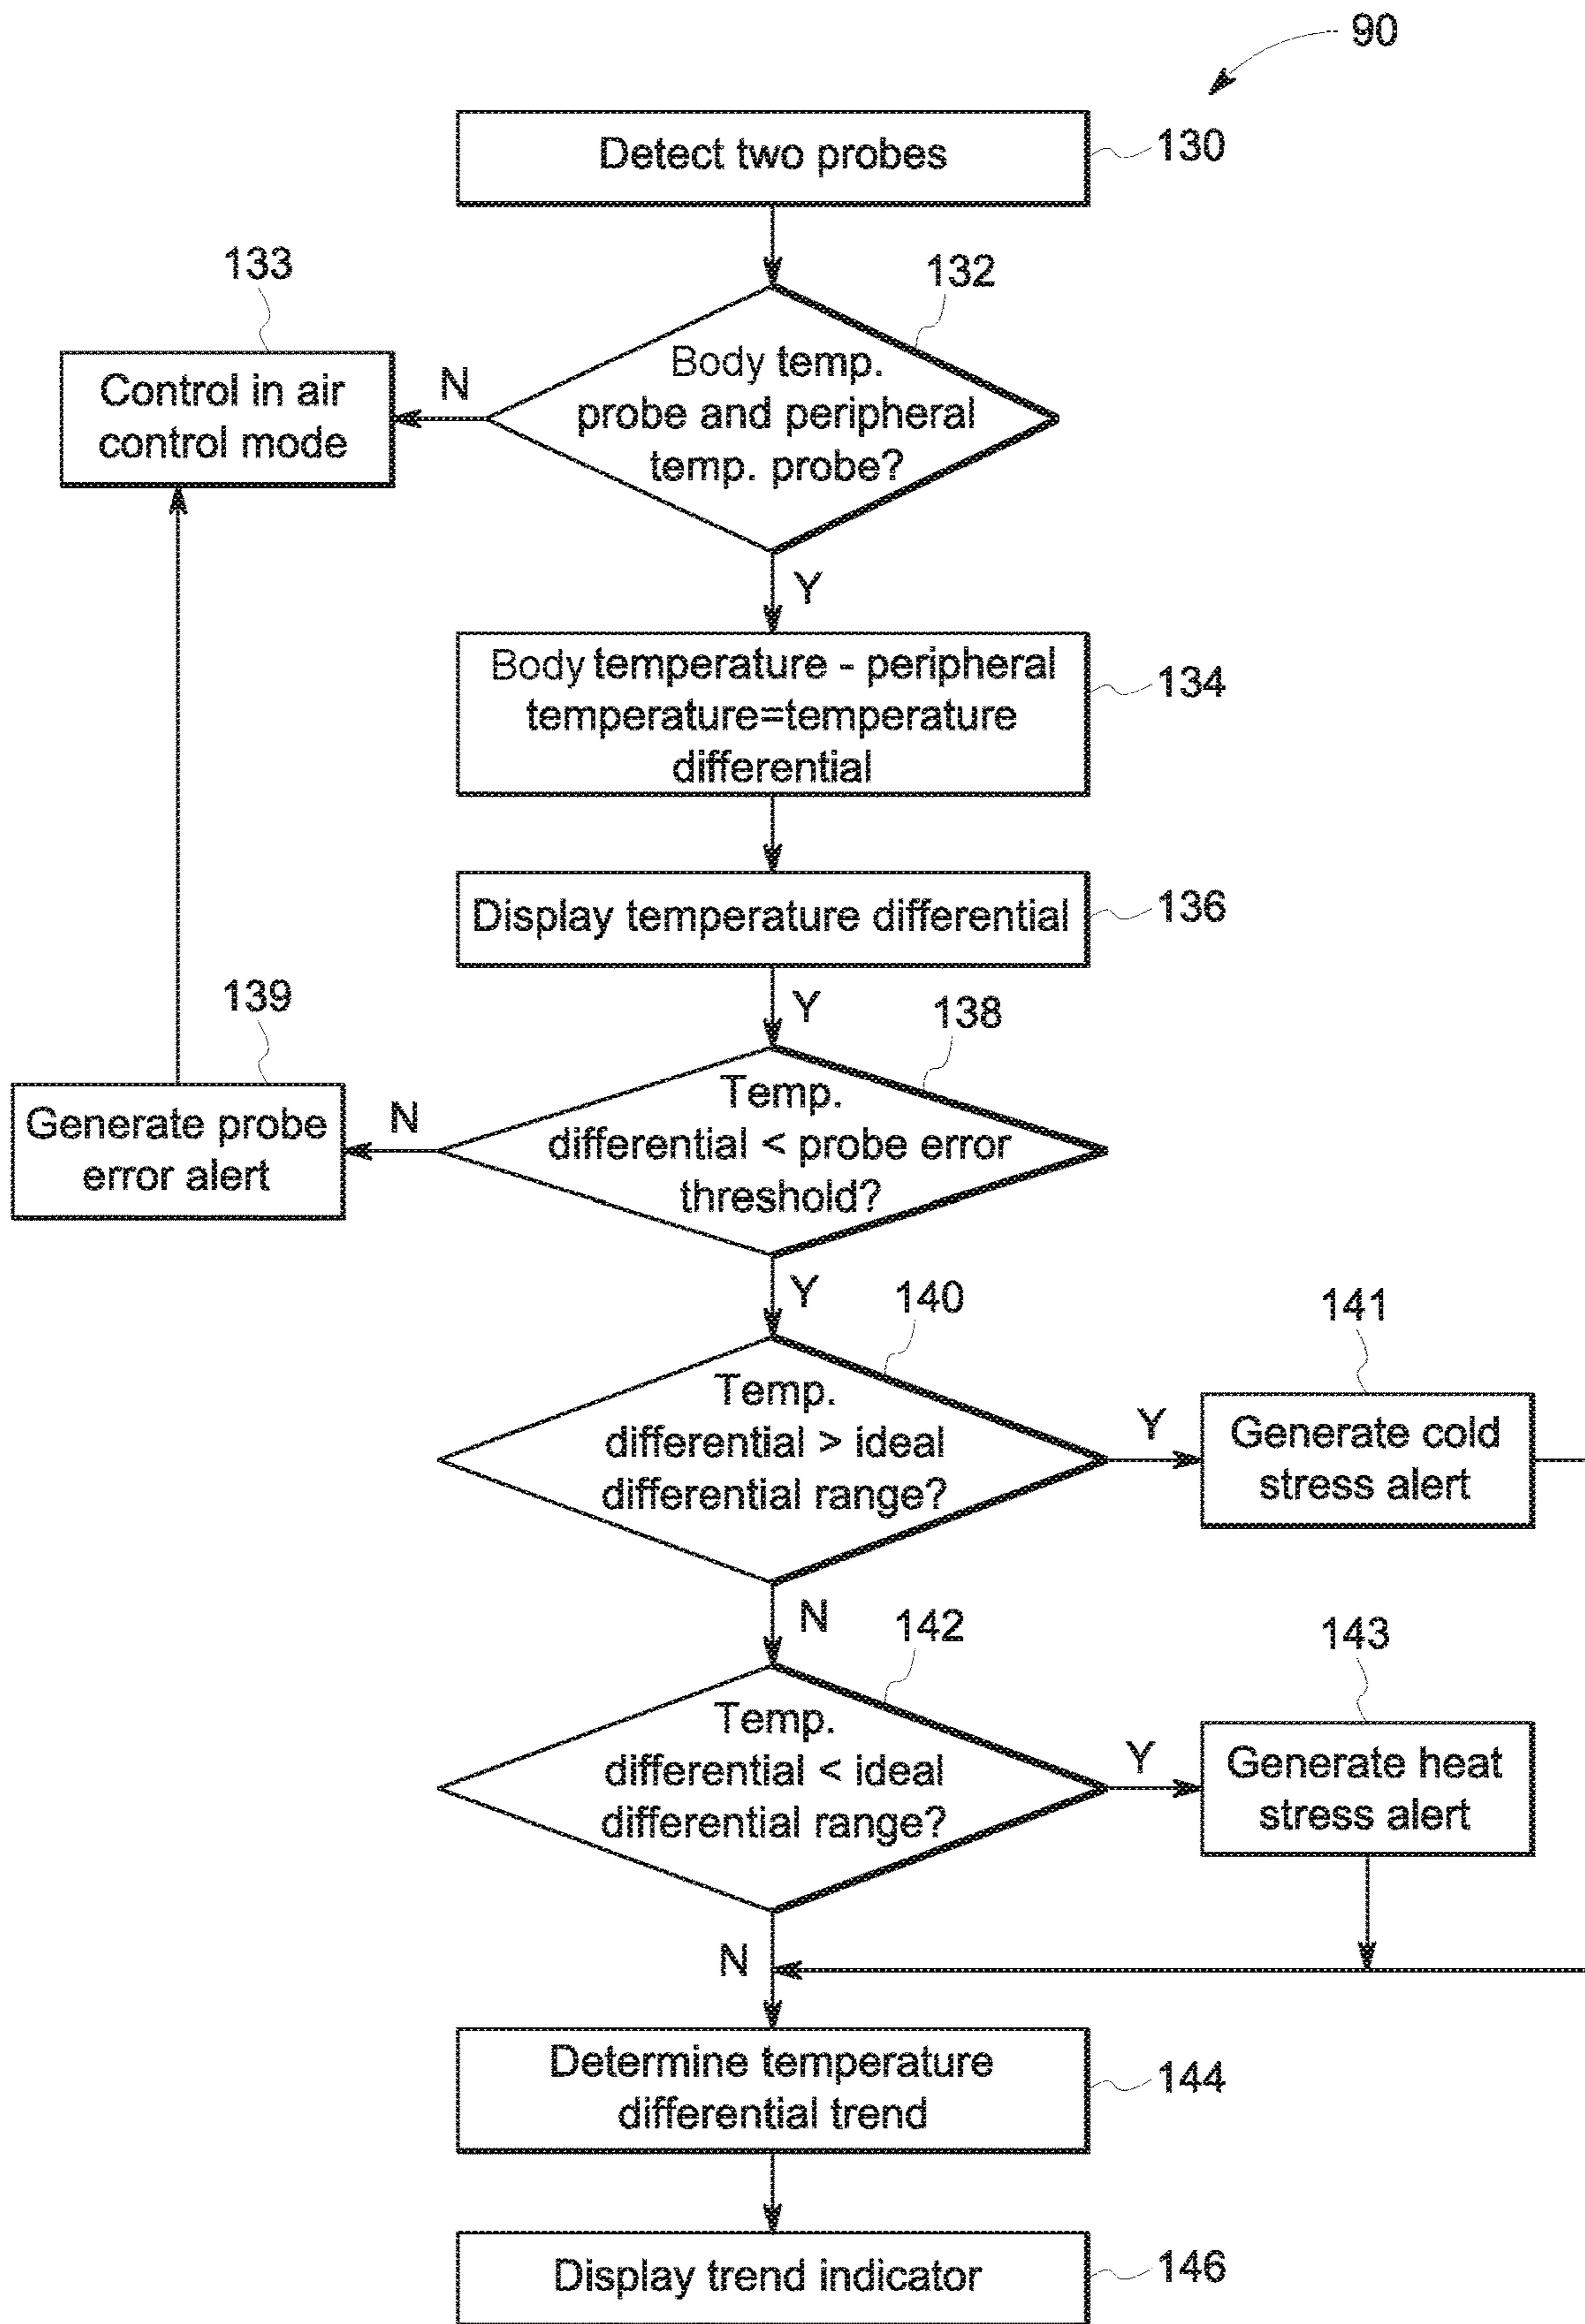 90
Detect two probes
130
133
132
Control in air
control mode
N
Body temp.
probe and peripheral
temp. probe?
Y
Body temperature - peripheral
temperature=temperature
differential
134
Display temperature differential
136
139
Y
138
Generate probe
error alert
N
Temp.
differential < probe error
threshold?
Y
140
141
Temp.
differential > ideal
differential range?
Y
Generate cold
stress alert
N
142
143
Temp.
differential < ideal
differential range?
Y
Generate heat
stress alert
N
Determine temperature
differential trend
144
Display trend indicator
146